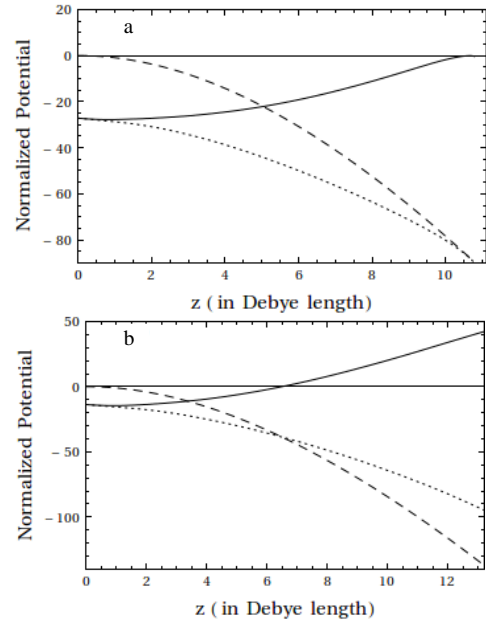 a
20
0
− 20
− 40
− 60
− 80
Normalized Potential
0 2 4 6 8 10
z ( in Debye length)
b
50
0
− 50
− 100
Normalized Potential
0 2 4 6 8 10 12
z (in Debye length)